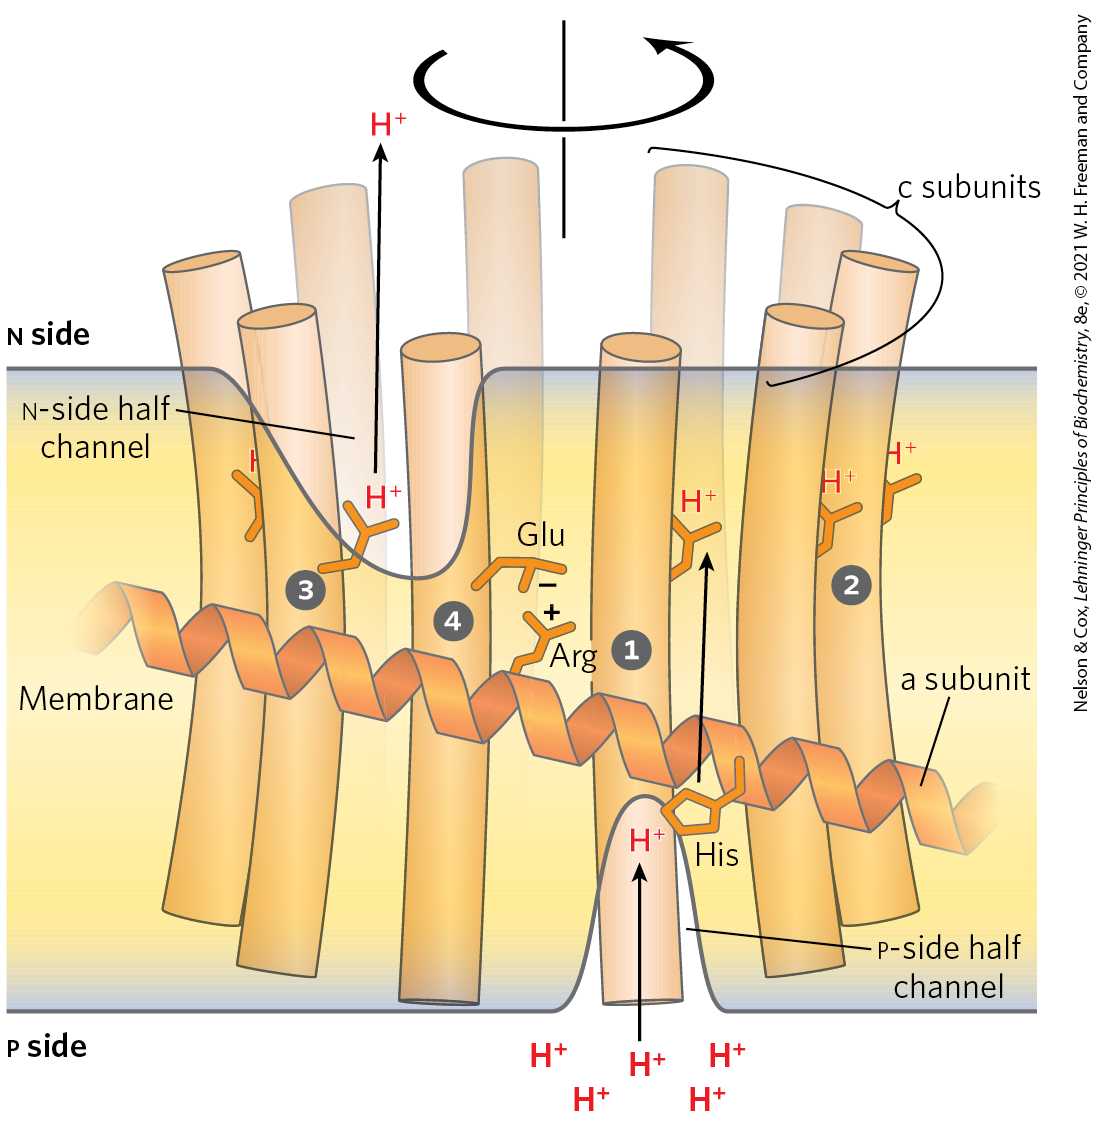 H⁺
c subunits
N side
N-side half
channel
H
H⁺
H⁺
H⁺
H⁺
Glu
−
+
Arg
3
4
1
2
Membrane
a subunit
H⁺
His
P-side half
channel
P side
H⁺
H⁺
H⁺
H⁺
H⁺
Nelson & Cox, Lehninger Principles of Biochemistry, 8e, © 2021 W. H. Freeman and Company